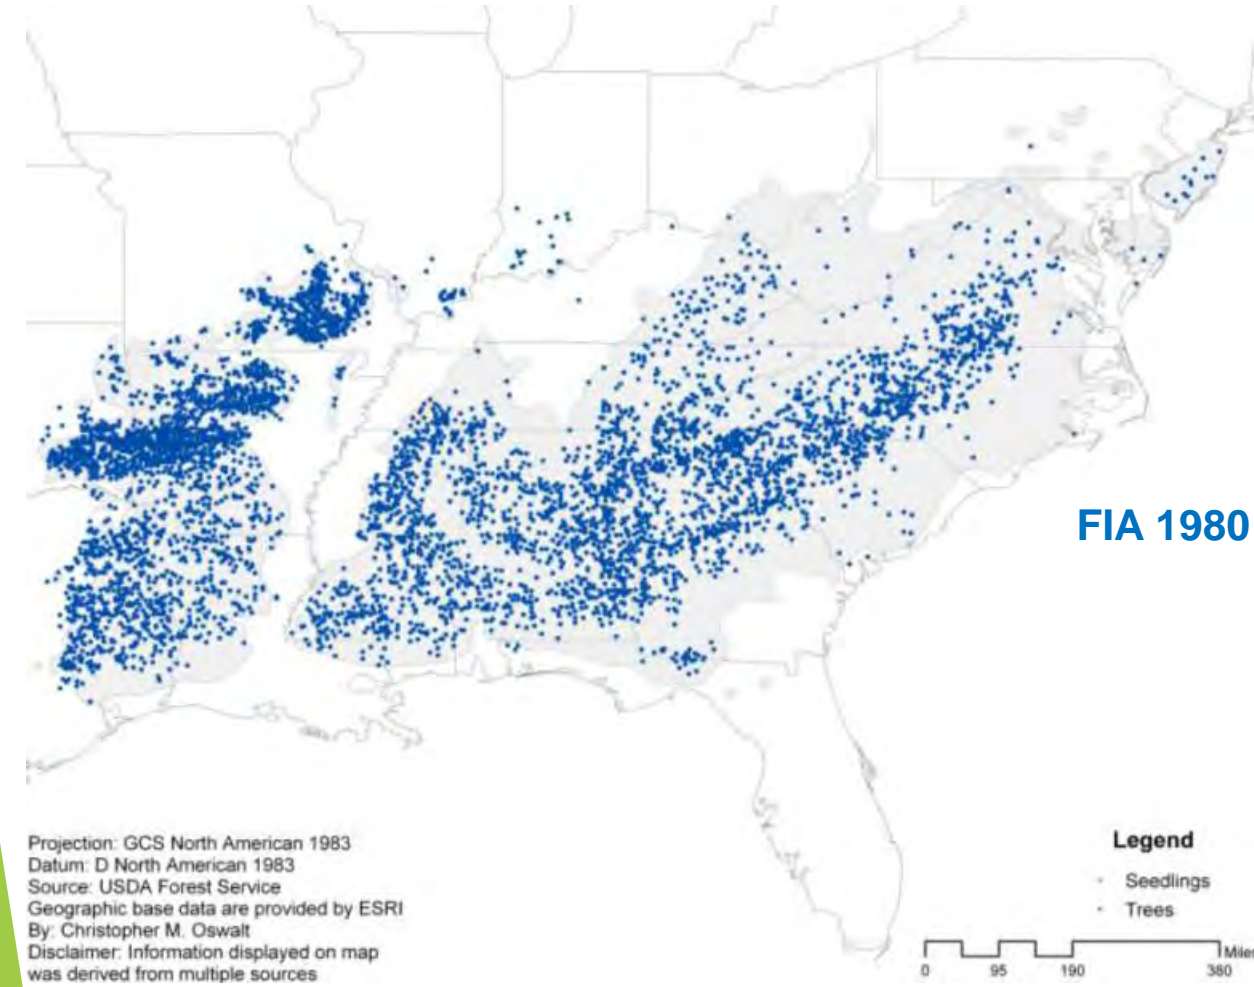 FIA 1980
Projection: GCS North American 1983
Datum: D North American 1983
Source: USDA Forest Service
Geographic base data are provided by ESRI
By: Christopher M. Oswalt
Disclaimer: Information displayed on map
was derived from multiple sources
Legend
Seedlings
Trees
Miles
0 95 190 380